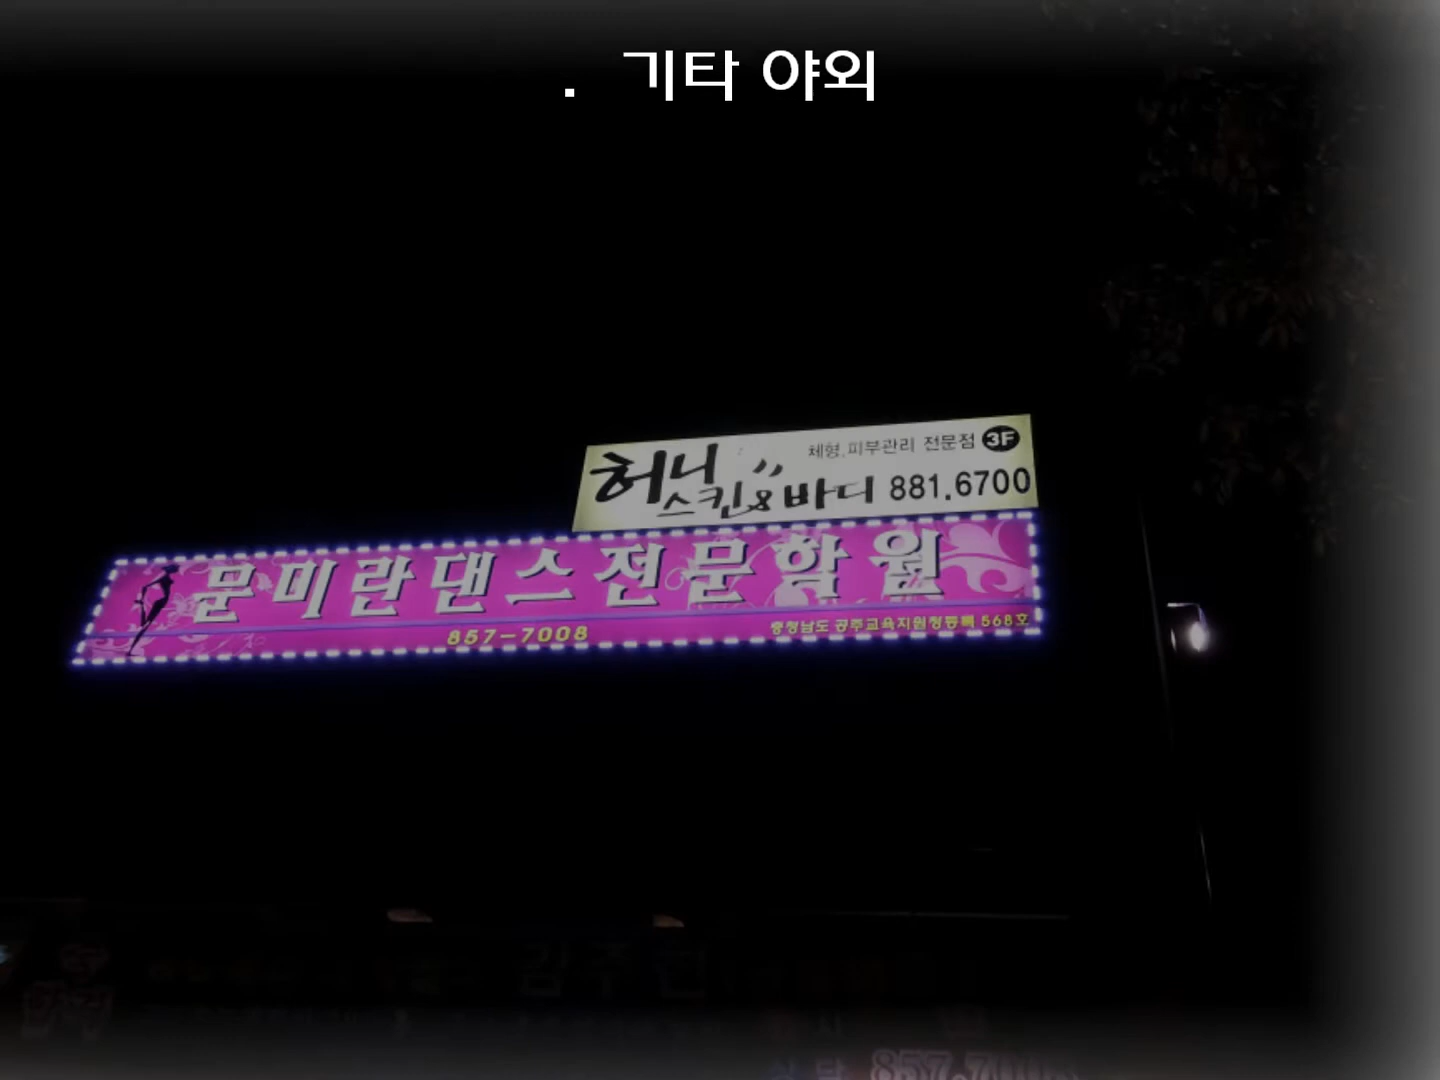 . 기타 야외
체형.피부관리 전문점 3F
허니
스킨&바디 881.6700
문미란댄스전문학원
857-7008
충청남도 공주교육지원청등록 568호